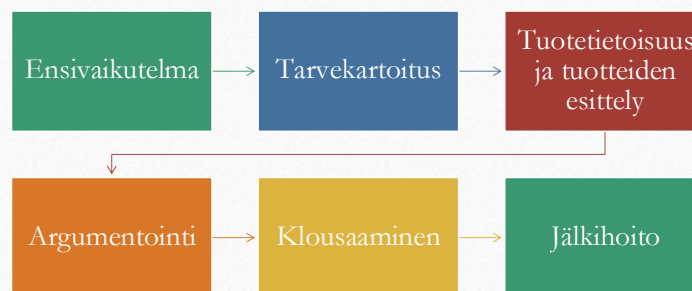 Ensivaikutelma
Tarvekartoitus
Tuotetietoisuus
ja tuotteiden
esittely
Argumentointi
Klousaaminen
Jälkihoito